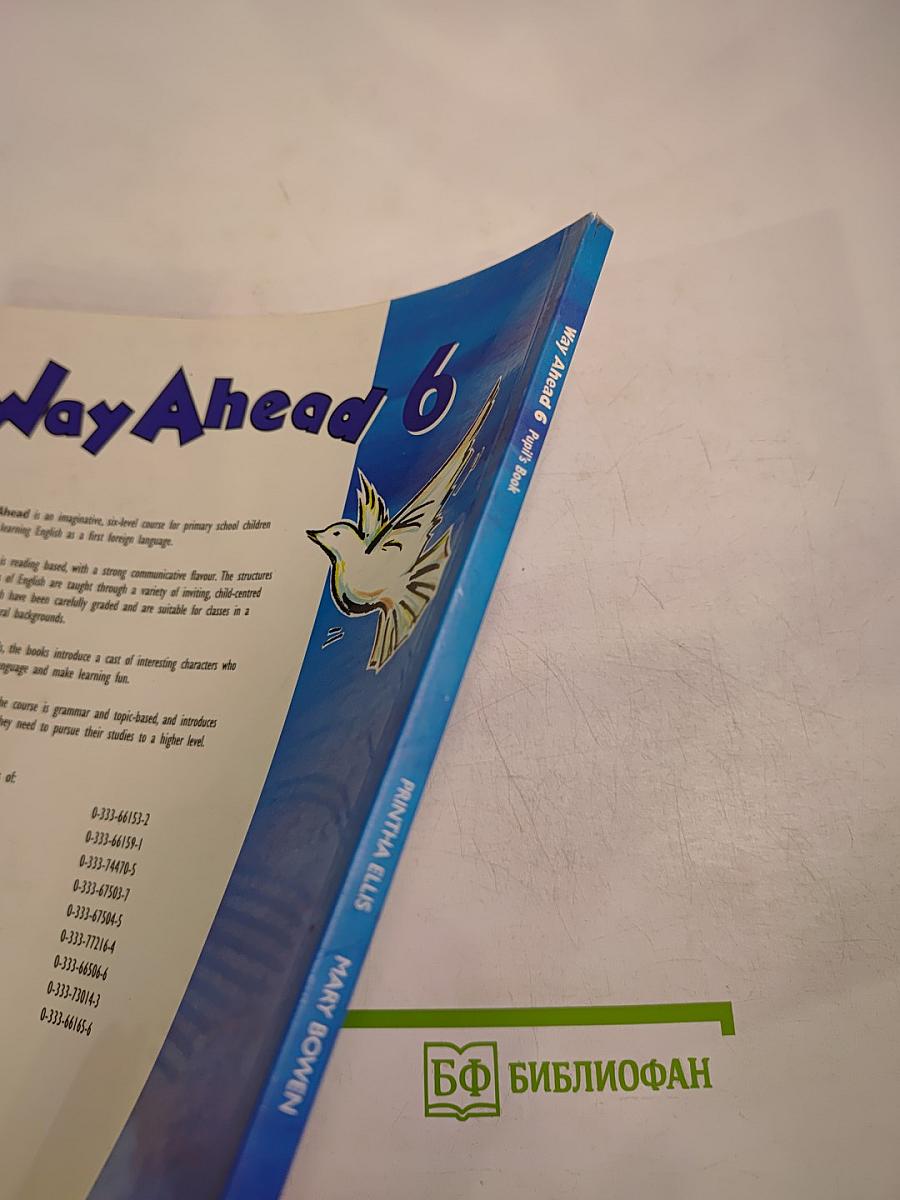 Way Ahead 6
Ahead is an imaginative, six-level course for primary school children
learning English as a first foreign language.
is reading based, with a strong communicative flavour. The structures
of English are taught through a variety of inviting, child-centred
have been carefully graded and are suitable for classes in a
backgrounds.
the books introduce a cast of interesting characters who
and make learning fun.
course is grammar and topic-based, and introduces
they need to pursue their studies to a higher level.
of:
0-333-66153-2
0-333-66159-1
0-333-74470-5
0-333-67503-7
0-333-67504-5
0-333-77216-4
0-333-66506-6
0-333-73014-3
0-333-66165-6
Way Ahead 6 Pupil's Book
PRINTHA ELLIS
MARY BOWEN
БФ БИБЛИОФАН